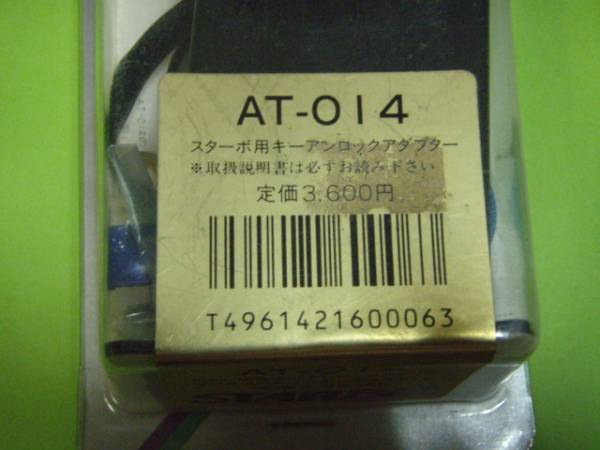 AT-014
スターボ用キーアンロックアダプター
※取扱説明書は必ずお読み下さい
定価3,600円
T4961421600063
AT-014